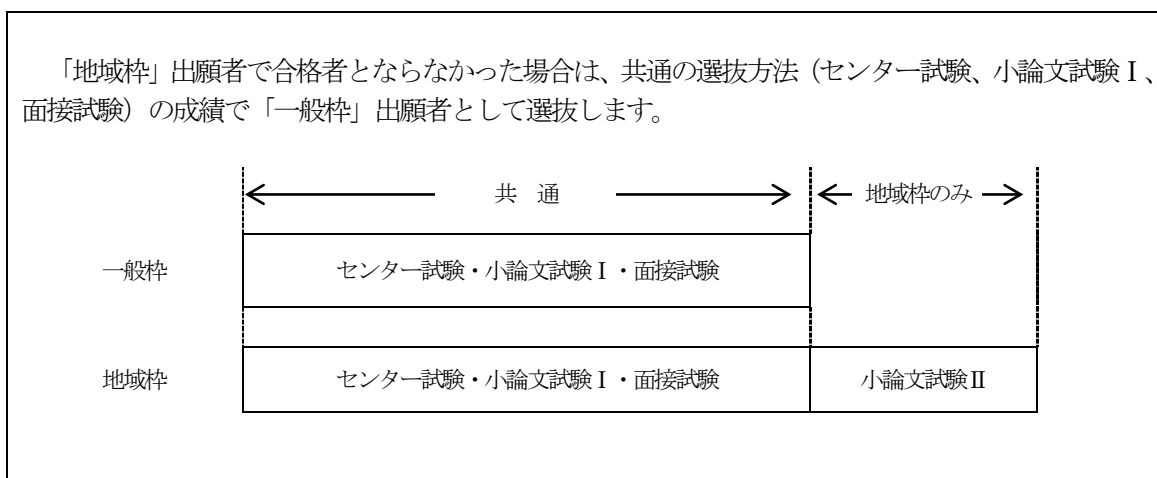 「地域枠」出願者で合格者とならなかった場合は、共通の選抜方法（センター試験、小論文試験Ⅰ、
面接試験）の成績で「一般枠」出願者として選抜します。
共　通
地域枠のみ
一般枠
センター試験・小論文試験Ⅰ・面接試験
地域枠
センター試験・小論文試験Ⅰ・面接試験
小論文試験Ⅱ